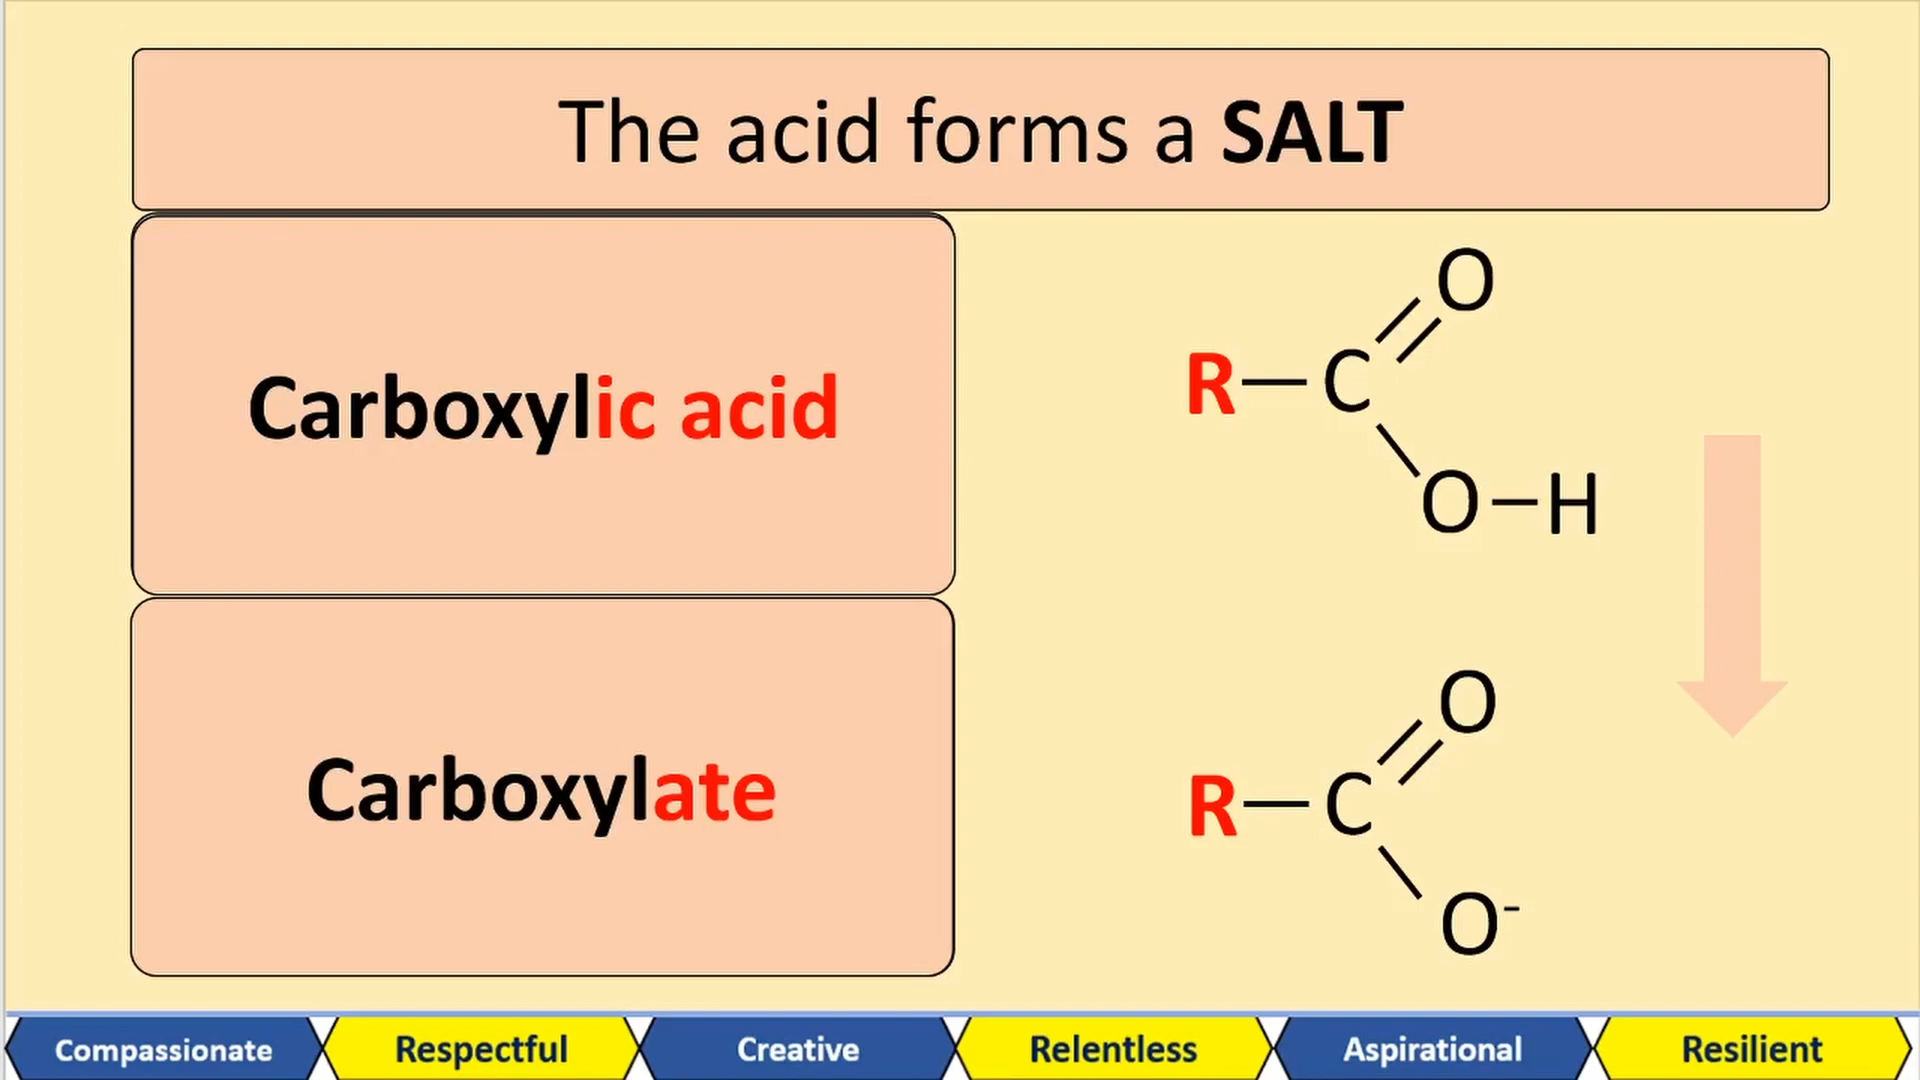 The acid forms a SALT
Carboxylic acid
O
R—C
O—H
Carboxylate
O
R—C
O⁻
Compassionate Respectful Creative Relentless Aspirational Resilient